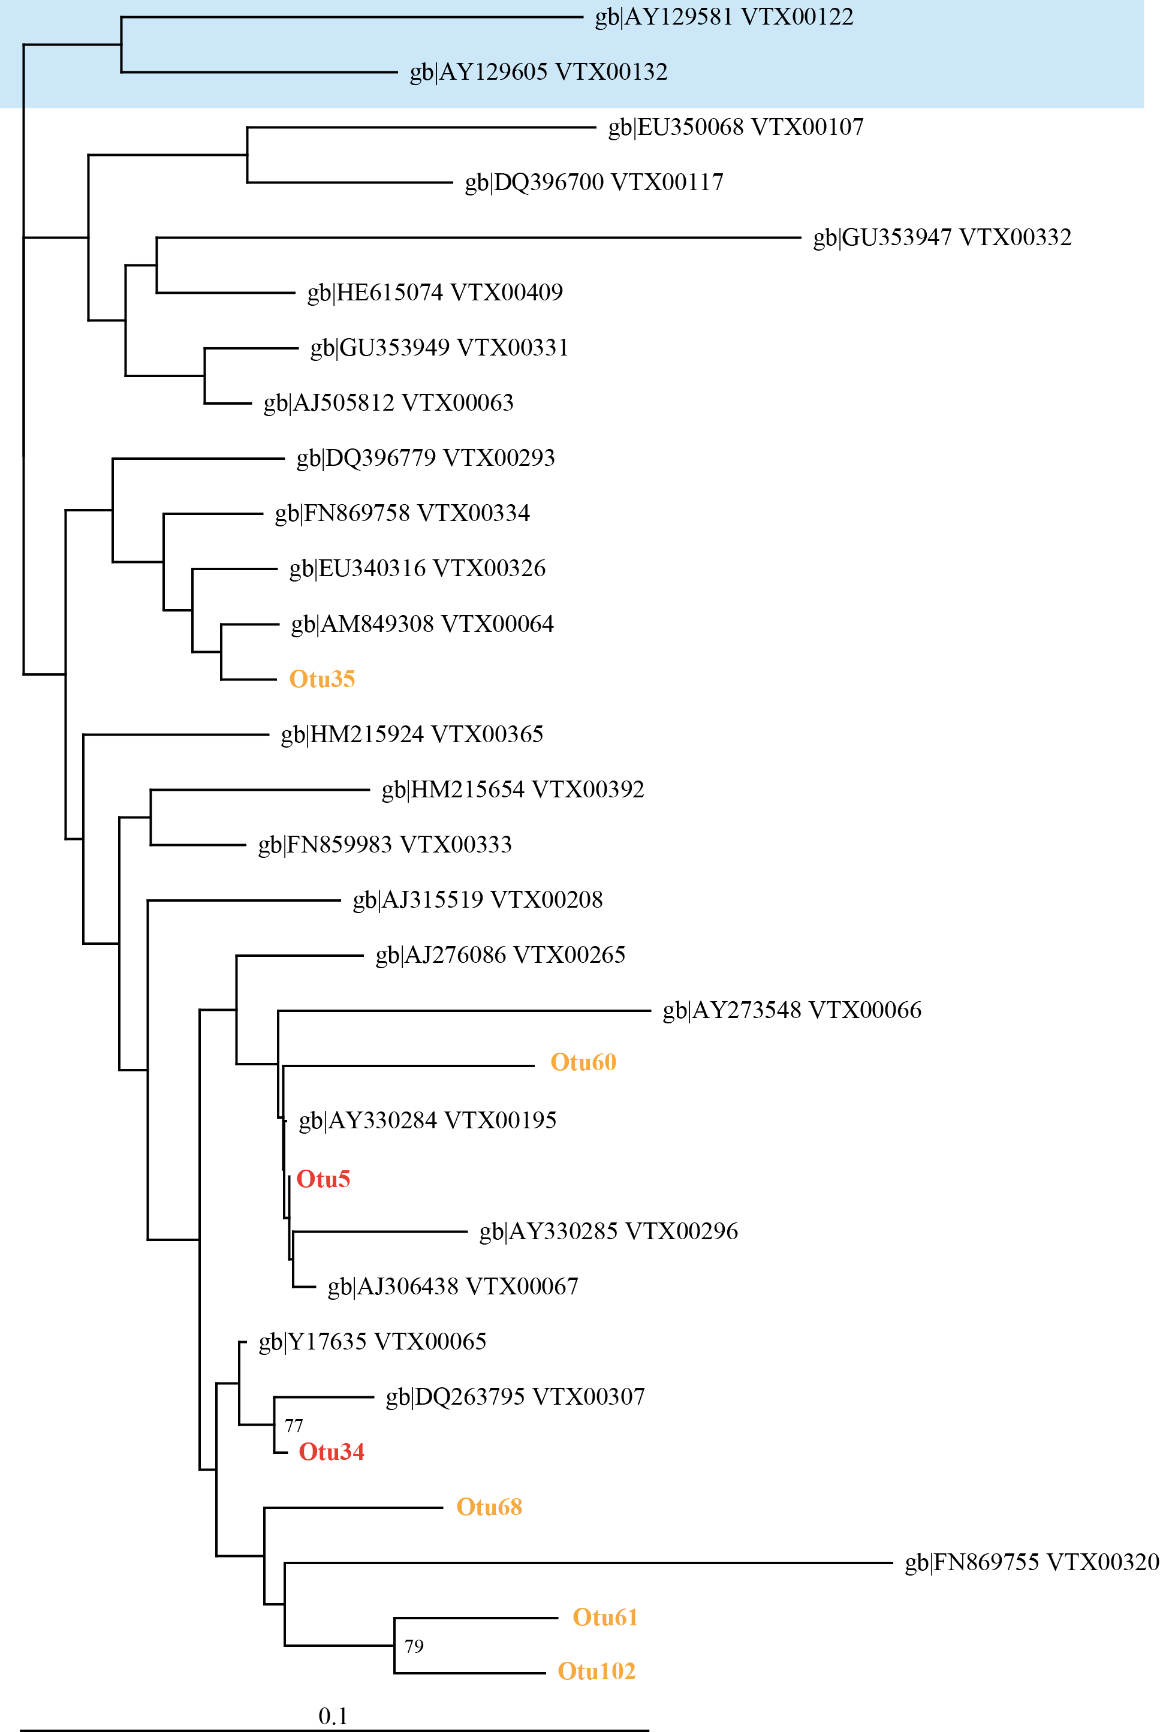 gb|AY129581 VTX00122
gb|AY129605 VTX00132
gb|EU350068 VTX00107
gb|DQ396700 VTX00117
gb|GU353947 VTX00332
gb|HE615074 VTX00409
gb|GU353949 VTX00331
gb|AJ505812 VTX00063
gb|DQ396779 VTX00293
gb|FN869758 VTX00334
gb|EU340316 VTX00326
gb|AM849308 VTX00064
Otu35
gb|HM215924 VTX00365
gb|HM215654 VTX00392
gb|FN859983 VTX00333
gb|AJ315519 VTX00208
gb|AJ276086 VTX00265
gb|AY273548 VTX00066
Otu60
gb|AY330284 VTX00195
Otu5
gb|AY330285 VTX00296
gb|AJ306438 VTX00067
gb|Y17635 VTX00065
gb|DQ263795 VTX00307
77
Otu34
Otu68
gb|FN869755 VTX00320
Otu61
79
Otu102
0.1